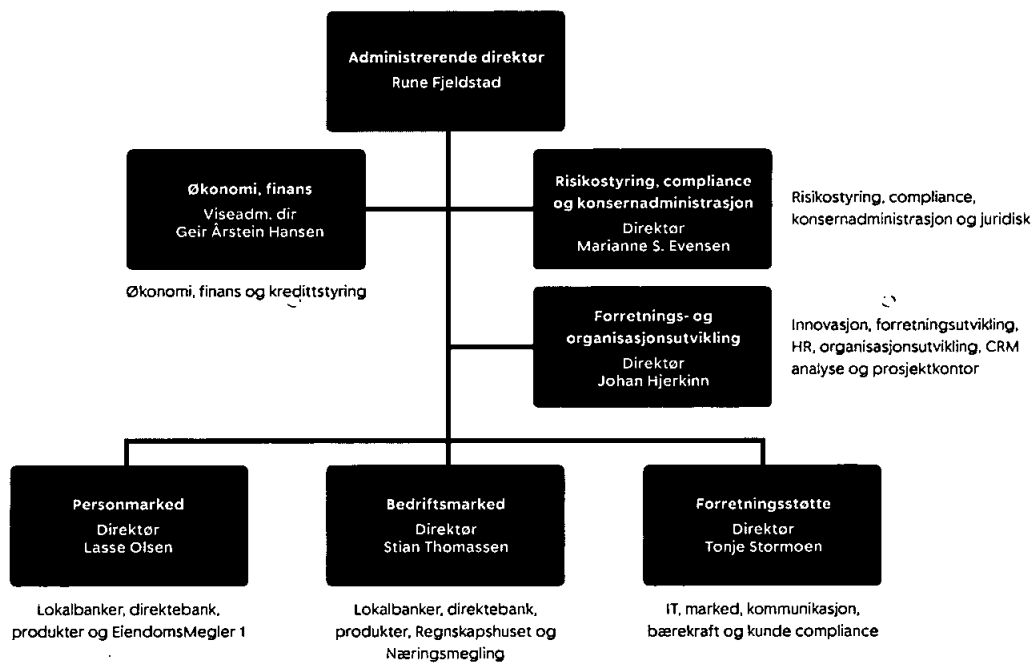 Administrerende direktør
Rune Fjeldstad
Økonomi, finans
Viseadm. dir
Geir Årstein Hansen
Økonomi, finans og kredittstyring
Risikostyring, compliance
og konsernadministrasjon
Direktør
Marianne S. Evensen
Risikostyring, compliance,
konsernadministrasjon og juridisk
Forretnings- og
organisasjonsutvikling
Direktør
Johan Hjerkinn
Innovasjon, forretningsutvikling,
HR, organisasjonsutvikling, CRM
analyse og prosjektkontor
Personmarked
Direktør
Lasse Olsen
Lokalbanker, direktebank,
produkter og EiendomsMegler 1
Bedriftsmarked
Direktør
Stian Thomassen
Lokalbanker, direktebank,
produkter, Regnskapshuset og
Næringsmegling
Forretningsstøtte
Direktør
Tonje Stormoen
IT, marked, kommunikasjon,
bærekraft og kunde compliance